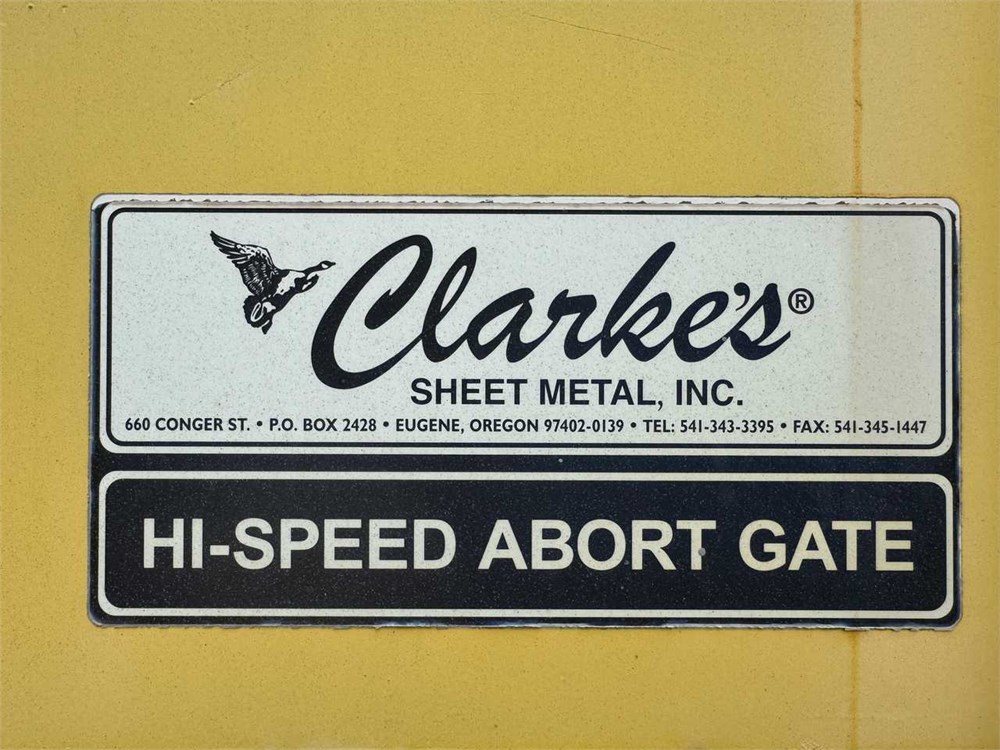 Clarke's®
SHEET METAL, INC.
660 CONGER ST. • P.O. BOX 2428 • EUGENE, OREGON 97402-0139 • TEL: 541-343-3395 • FAX: 541-345-1447
HI-SPEED ABORT GATE